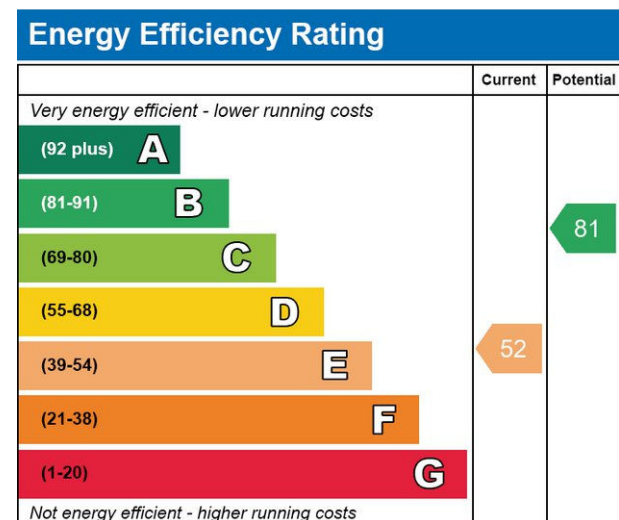 Energy Efficiency Rating
Current Potential
Very energy efficient - lower running costs
(92 plus) A
(81-91) B
81
(69-80) C
(55-68) D
52
(39-54) E
(21-38) F
(1-20) G
Not energy efficient - higher running costs